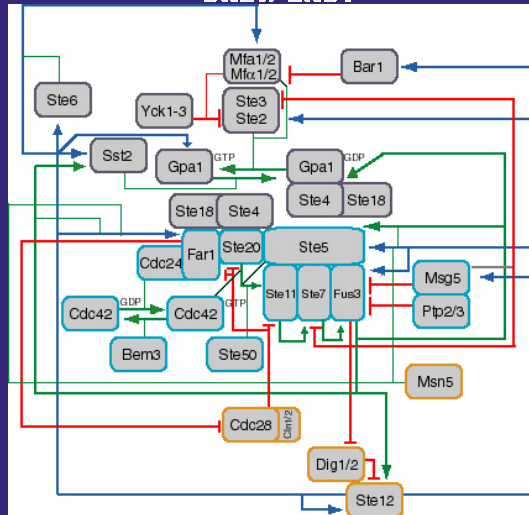 Mfa1/2
Mfα1/2
Bar1
Ste6
Yck1-3
Ste3
Ste2
Sst2
Gpa1
GTP
Gpa1
GDP
Ste4
Ste18
Ste18
Ste4
Far1
Ste20
Ste5
Cdc24
Ste11
Ste7
Fus3
Msg5
Ptp2/3
Cdc42
GDP
Cdc42
GTP
Bem3
Ste50
Msn5
Cdc28
Cln1/2
Dig1/2
Ste12